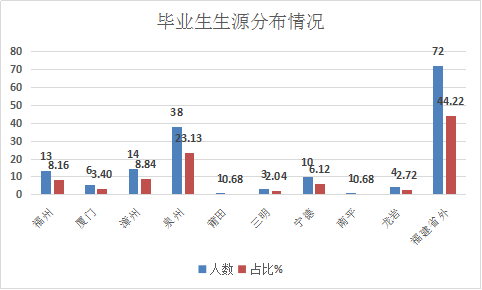 毕业生生源分布情况
80
70
60
50
40
30
20
10
0
13
8.16
6
3.40
14
8.84
38
23.13
1
0.68
3
2.04
10
6.12
1
0.68
4
2.72
72
44.22
福州
厦门
漳州
泉州
莆田
三明
宁德
南平
龙岩
福建省外
人数
占比%